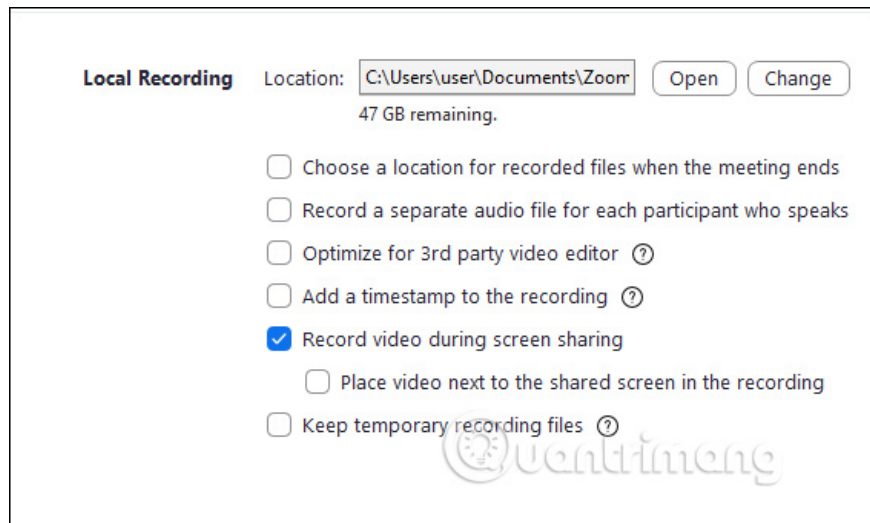 Local Recording Location: C:\Users\user\Documents\Zoom Open Change
47 GB remaining.
Choose a location for recorded files when the meeting ends
Record a separate audio file for each participant who speaks
Optimize for 3rd party video editor ?
Add a timestamp to the recording ?
Record video during screen sharing
Place video next to the shared screen in the recording
Keep temporary recording files ?
Quantrimang